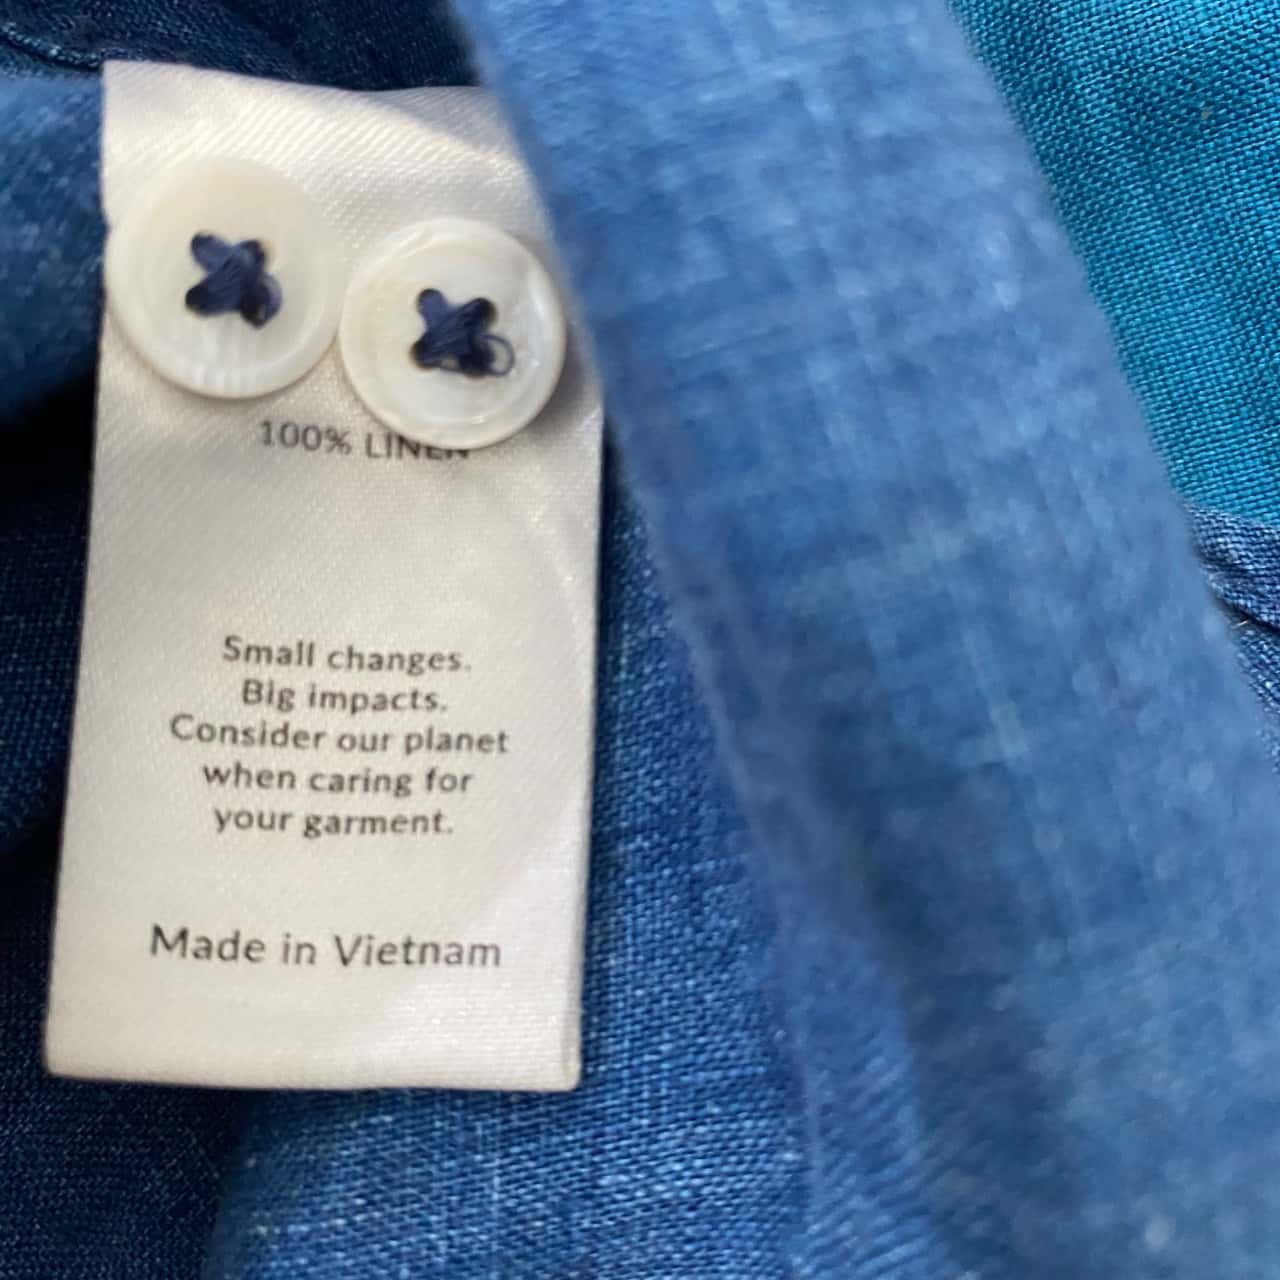 100% LINEN
Small changes.
Big impacts.
Consider our planet
when caring for
your garment.
Made in Vietnam